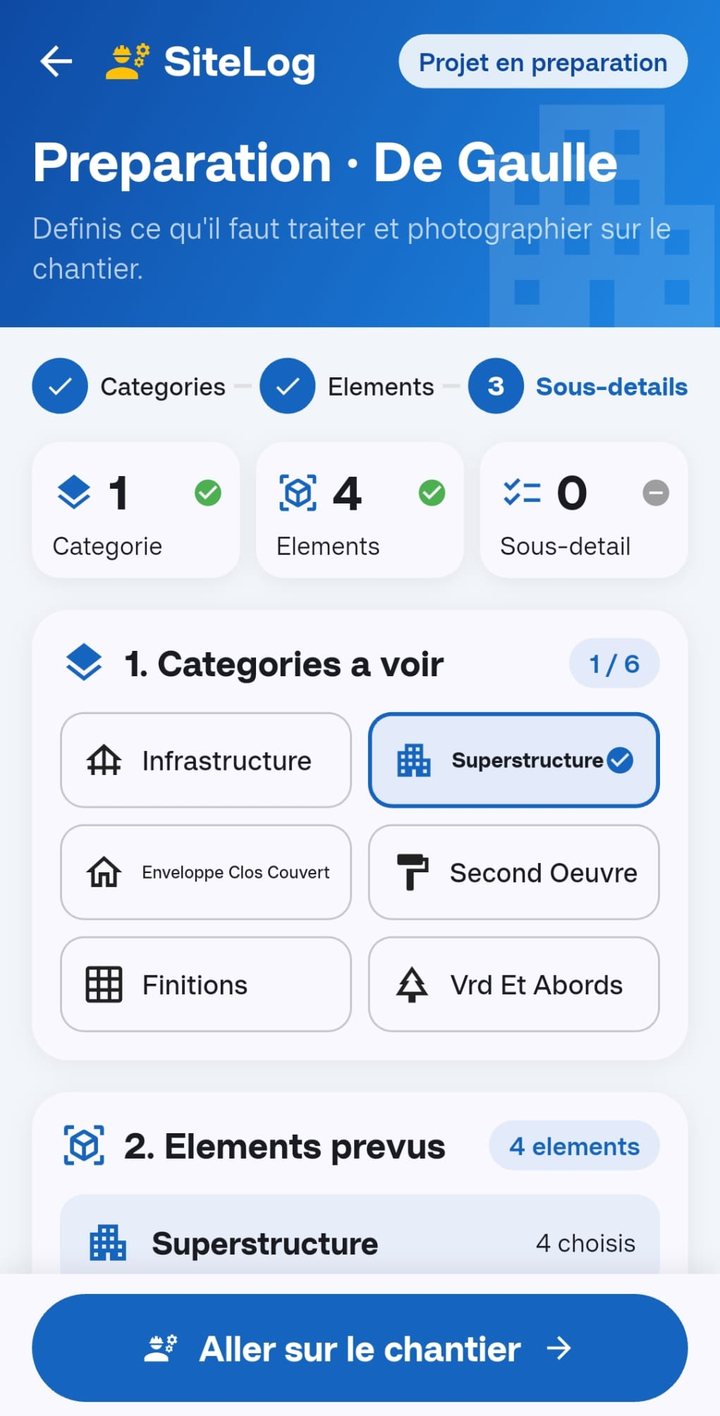 SiteLog
Projet en preparation
Preparation · De Gaulle
Definis ce qu'il faut traiter et photographier sur le
chantier.
Categories
Elements
3 Sous-details
1
Categorie
4
Elements
0
Sous-detail
1. Categories a voir
1 / 6
Infrastructure
Superstructure
Enveloppe Clos Couvert
Second Oeuvre
Finitions
Vrd Et Abords
2. Elements prevus
4 elements
Superstructure
4 choisis
Aller sur le chantier